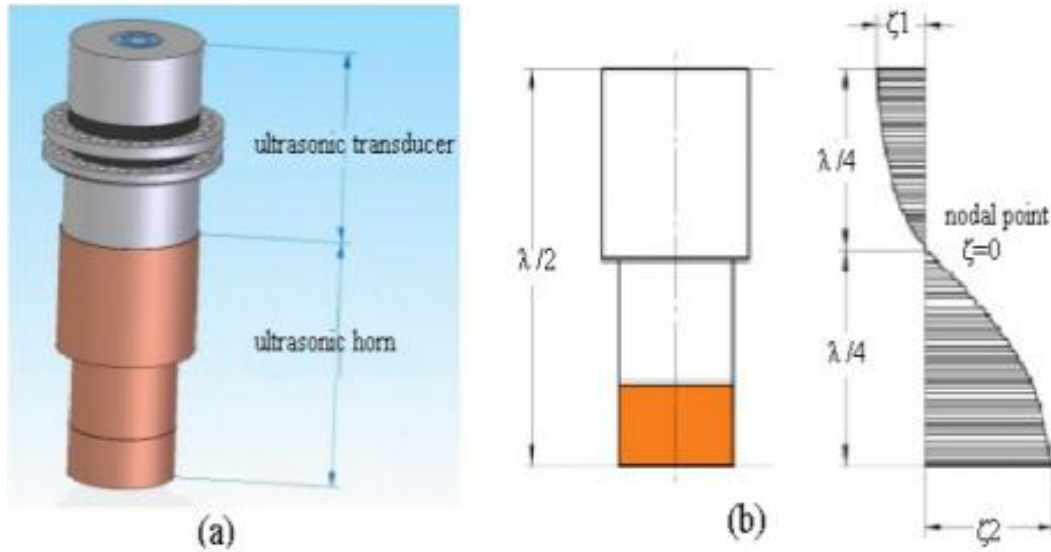 ultrasonic transducer
ultrasonic horn
(a)
λ/2
(b)
ζ1
λ/4
nodal point
ζ=0
λ/4
ζ2